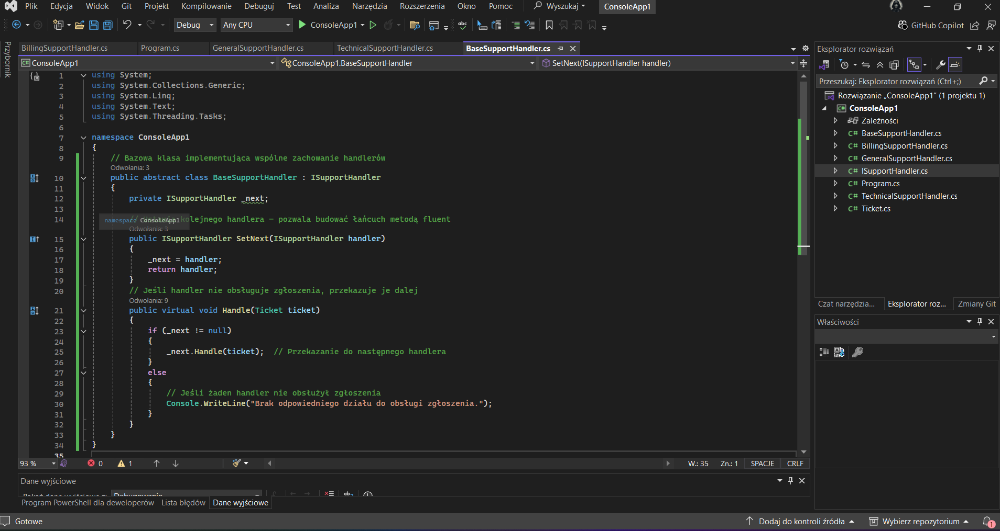 Plik Edycja Widok Git Projekt Kompilowanie Debuguj Test Analiza Narzędzia Rozszerzenia Okno Pomoc Wyszukaj ConsoleApp1
Debug Any CPU ConsoleApp1 GitHub Copilot
Przybornik
BillingSupportHandler.cs Program.cs GeneralSupportHandler.cs TechnicalSupportHandler.cs BaseSupportHandler.cs
ConsoleApp1 ConsoleApp1.BaseSupportHandler SetNext(ISupportHandler handler)
1 using System;
2 using System.Collections.Generic;
3 using System.Linq;
4 using System.Text;
5 using System.Threading.Tasks;
6
7 namespace ConsoleApp1
8 {
9 // Bazowa klasa implementująca wspólne zachowanie handlerów
Odwołania: 3
10 public abstract class BaseSupportHandler : ISupportHandler
11 {
12 private ISupportHandler _next;
13
14 kolejnego handlera – pozwala budować łańcuch metodą fluent
namespace ConsoleApp1
Odwołania: 3
15 public ISupportHandler SetNext(ISupportHandler handler)
16 {
17 _next = handler;
18 return handler;
19 }
20 // Jeśli handler nie obsługuje zgłoszenia, przekazuje je dalej
Odwołania: 9
21 public virtual void Handle(Ticket ticket)
22 {
23 if (_next != null)
24 {
25 _next.Handle(ticket); // Przekazanie do następnego handlera
26 }
27 else
28 {
29 // Jeśli żaden handler nie obsłużył zgłoszenia
30 Console.WriteLine("Brak odpowiedniego działu do obsługi zgłoszenia.");
31 }
32 }
33 }
34 }
35
93 % 0 1 W.: 35 Zn.: 1 SPACJE CRLF
Dane wyjściowe
Debugowanie
Program PowerShell dla deweloperów Lista błędów Dane wyjściowe
Eksplorator rozwiązań
Przeszukaj: Eksplorator rozwiązań (Ctrl+;)
Rozwiązanie „ConsoleApp1” (1 projektu 1)
ConsoleApp1
Zależności
C# BaseSupportHandler.cs
C# BillingSupportHandler.cs
C# GeneralSupportHandler.cs
C# ISupportHandler.cs
C# Program.cs
C# TechnicalSupportHandler.cs
C# Ticket.cs
Czat narzędzia... Eksplorator roz... Zmiany Git
Właściwości
Gotowe Dodaj do kontroli źródła Wybierz repozytorium 1